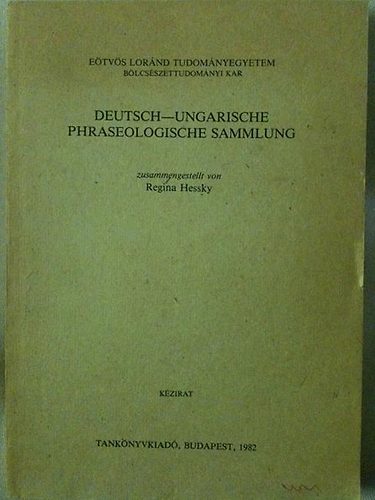 EÖTVÖS LORÁND TUDOMÁNYEGYETEM
BÖLCSÉSZETTUDOMÁNYI KAR
DEUTSCH—UNGARISCHE
PHRASEOLOGISCHE SAMMLUNG
zusammengestellt von
Regina Hessky
KÉZIRAT
TANKÖNYVKIADÓ, BUDAPEST, 1982